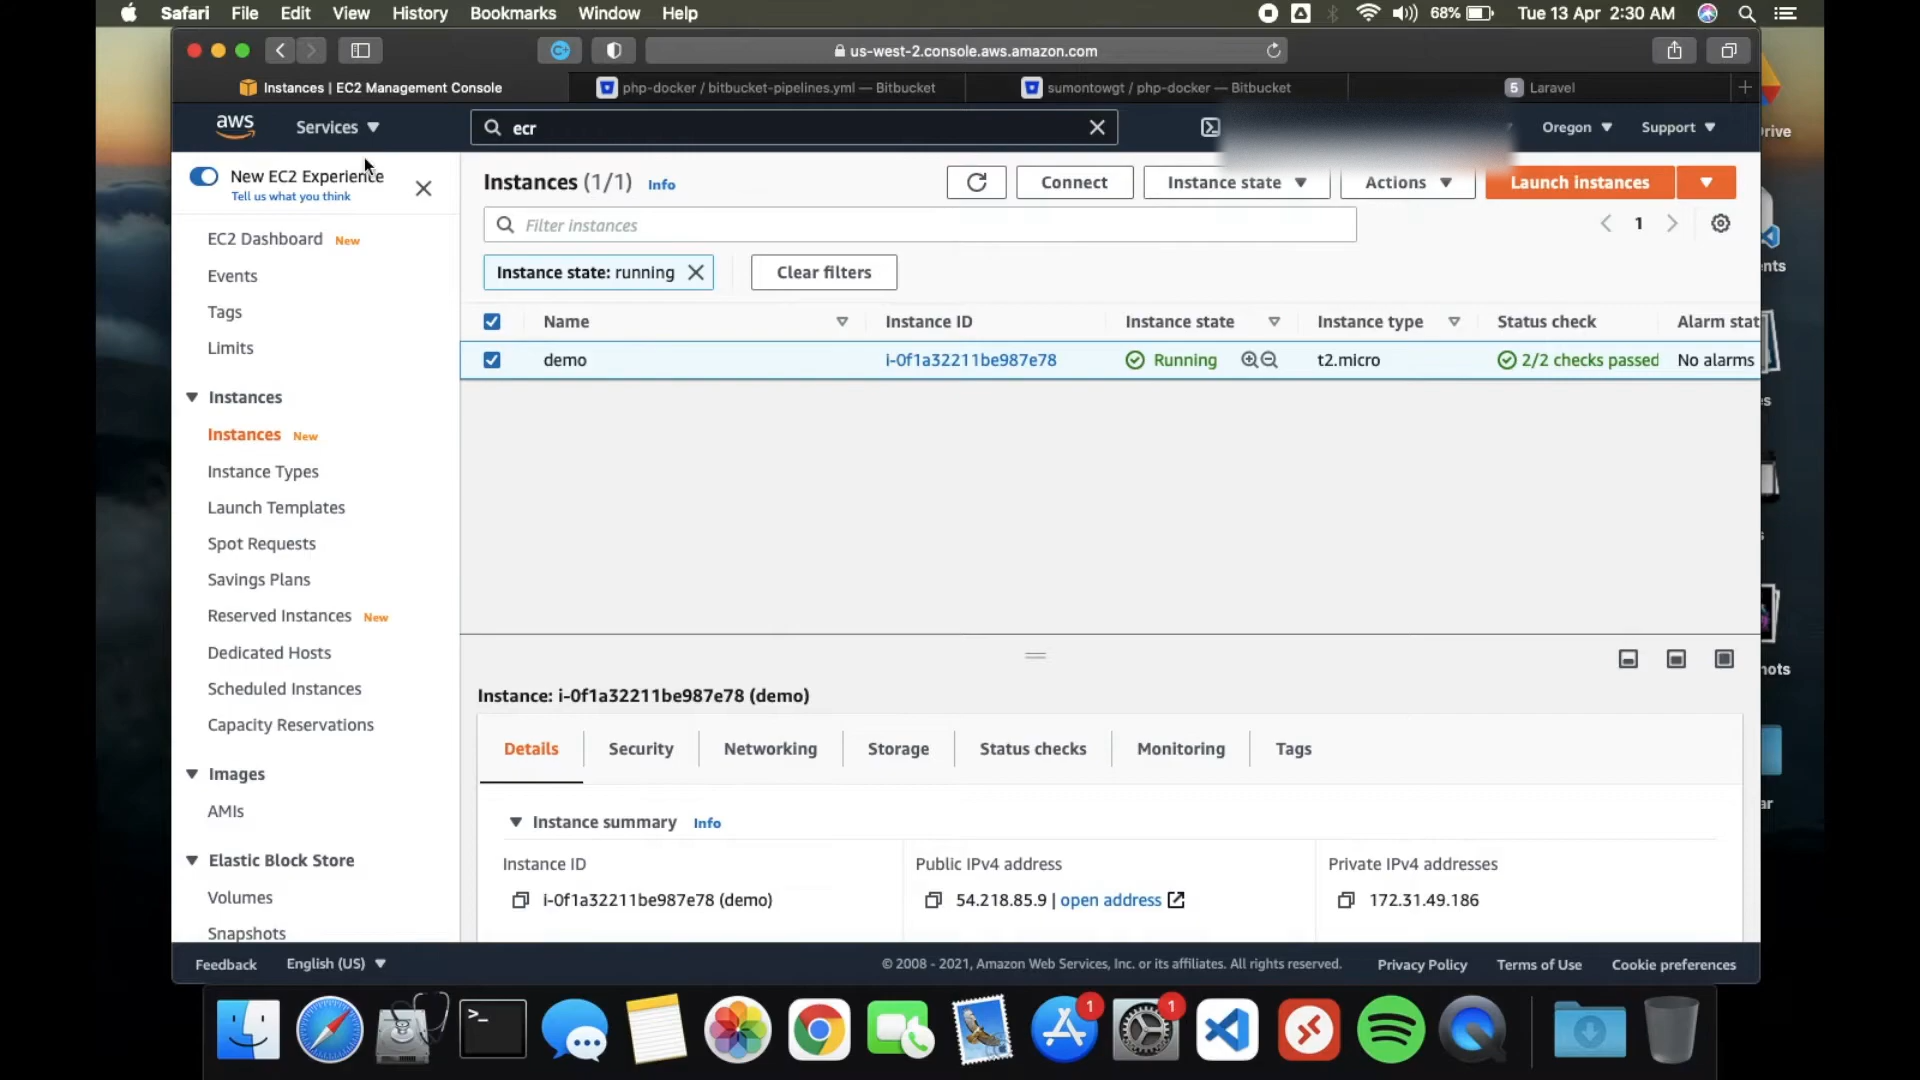 Safari File Edit View History Bookmarks Window Help 68% Tue 13 Apr 2:30 AM
us-west-2.console.aws.amazon.com
Instances | EC2 Management Console
php-docker / bitbucket-pipelines.yml — Bitbucket
sumontowgt / php-docker — Bitbucket
5 Laravel
aws Services ecr Oregon Support
New EC2 Experience
Tell us what you think
EC2 Dashboard New
Events
Tags
Limits
Instances
Instances New
Instance Types
Launch Templates
Spot Requests
Savings Plans
Reserved Instances New
Dedicated Hosts
Scheduled Instances
Capacity Reservations
Images
AMIs
Elastic Block Store
Volumes
Snapshots
Instances (1/1) Info
Connect Instance state Actions Launch instances
Filter instances
1
Instance state: running Clear filters
Name Instance ID Instance state Instance type Status check Alarm stat
demo i-0f1a32211be987e78 Running t2.micro 2/2 checks passed No alarms
Instance: i-0f1a32211be987e78 (demo)
Details Security Networking Storage Status checks Monitoring Tags
Instance summary Info
Instance ID Public IPv4 address Private IPv4 addresses
i-0f1a32211be987e78 (demo) 54.218.85.9 | open address 172.31.49.186
Feedback English (US) © 2008 - 2021, Amazon Web Services, Inc. or its affiliates. All rights reserved. Privacy Policy Terms of Use Cookie preferences
rive
nts
s
s
nots
ar
1
1